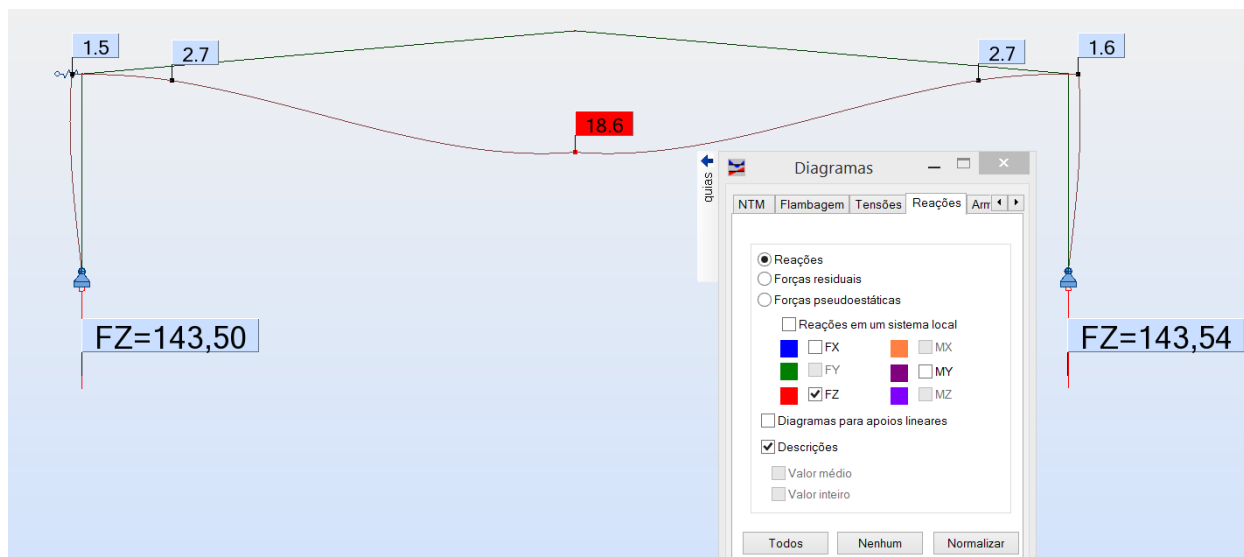 1.5
2.7
2.7
1.6
18.6
quias
Diagramas
NTM Flambagem Tensões Reações Arm
Reações
Forças residuais
Forças pseudoestáticas
Reações em um sistema local
FX MX
FY MY
FZ MZ
Diagramas para apoios lineares
Descrições
Valor médio
Valor inteiro
Todos Nenhum Normalizar
FZ=143,50
FZ=143,54